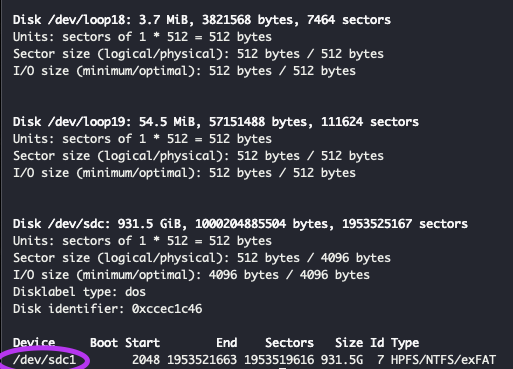 Disk /dev/loop18: 3.7 MiB, 3821568 bytes, 7464 sectors
Units: sectors of 1 * 512 = 512 bytes
Sector size (logical/physical): 512 bytes / 512 bytes
I/O size (minimum/optimal): 512 bytes / 512 bytes
Disk /dev/loop19: 54.5 MiB, 57151488 bytes, 111624 sectors
Units: sectors of 1 * 512 = 512 bytes
Sector size (logical/physical): 512 bytes / 512 bytes
I/O size (minimum/optimal): 512 bytes / 512 bytes
Disk /dev/sdc: 931.5 GiB, 1000204885504 bytes, 1953525167 sectors
Units: sectors of 1 * 512 = 512 bytes
Sector size (logical/physical): 512 bytes / 4096 bytes
I/O size (minimum/optimal): 4096 bytes / 4096 bytes
Disklabel type: dos
Disk identifier: 0xccec1c46
Device Boot Start End Sectors Size Id Type
/dev/sdc1 2048 1953521663 1953519616 931.5G 7 HPFS/NTFS/exFAT